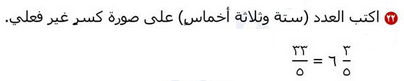 ٢٢ اكتب العدد (ستة وثلاثة أخماس) على صورة كسر غير فعلي.
٦ ٣/٥ = ٣٣/٥